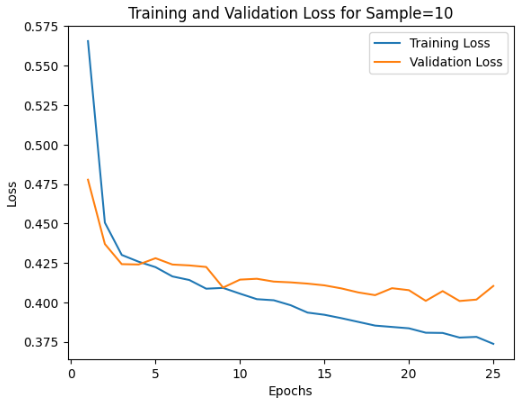 Training and Validation Loss for Sample=10
Training Loss
Validation Loss
Loss
0.575
0.550
0.525
0.500
0.475
0.450
0.425
0.400
0.375
0 5 10 15 20 25
Epochs